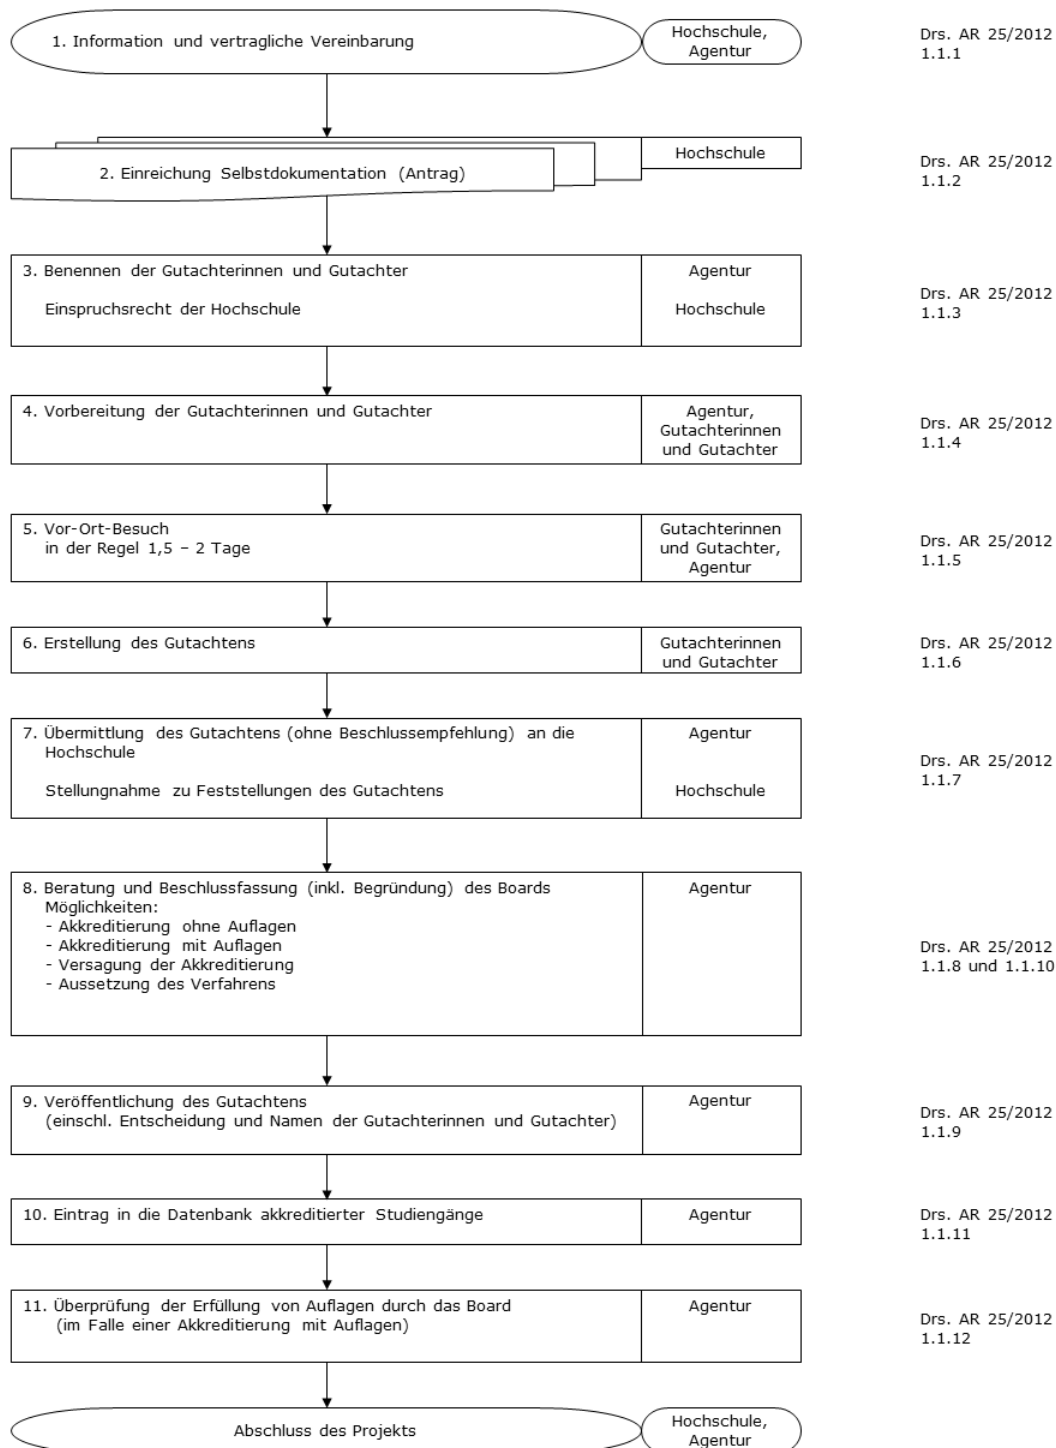 1. Information und vertragliche Vereinbarung
Hochschule,
Agentur
Drs. AR 25/2012
1.1.1
2. Einreichung Selbstdokumentation (Antrag)
Hochschule
Drs. AR 25/2012
1.1.2
3. Benennen der Gutachterinnen und Gutachter
Einspruchsrecht der Hochschule
Agentur
Hochschule
Drs. AR 25/2012
1.1.3
4. Vorbereitung der Gutachterinnen und Gutachter
Agentur,
Gutachterinnen
und Gutachter
Drs. AR 25/2012
1.1.4
5. Vor-Ort-Besuch
in der Regel 1,5 – 2 Tage
Gutachterinnen
und Gutachter,
Agentur
Drs. AR 25/2012
1.1.5
6. Erstellung des Gutachtens
Gutachterinnen
und Gutachter
Drs. AR 25/2012
1.1.6
7. Übermittlung des Gutachtens (ohne Beschlussempfehlung) an die
Hochschule
Stellungnahme zu Feststellungen des Gutachtens
Agentur
Hochschule
Drs. AR 25/2012
1.1.7
8. Beratung und Beschlussfassung (inkl. Begründung) des Boards
Möglichkeiten:
- Akkreditierung ohne Auflagen
- Akkreditierung mit Auflagen
- Versagung der Akkreditierung
- Aussetzung des Verfahrens
Agentur
Drs. AR 25/2012
1.1.8 und 1.1.10
9. Veröffentlichung des Gutachtens
(einschl. Entscheidung und Namen der Gutachterinnen und Gutachter)
Agentur
Drs. AR 25/2012
1.1.9
10. Eintrag in die Datenbank akkreditierter Studiengänge
Agentur
Drs. AR 25/2012
1.1.11
11. Überprüfung der Erfüllung von Auflagen durch das Board
(im Falle einer Akkreditierung mit Auflagen)
Agentur
Drs. AR 25/2012
1.1.12
Abschluss des Projekts
Hochschule,
Agentur